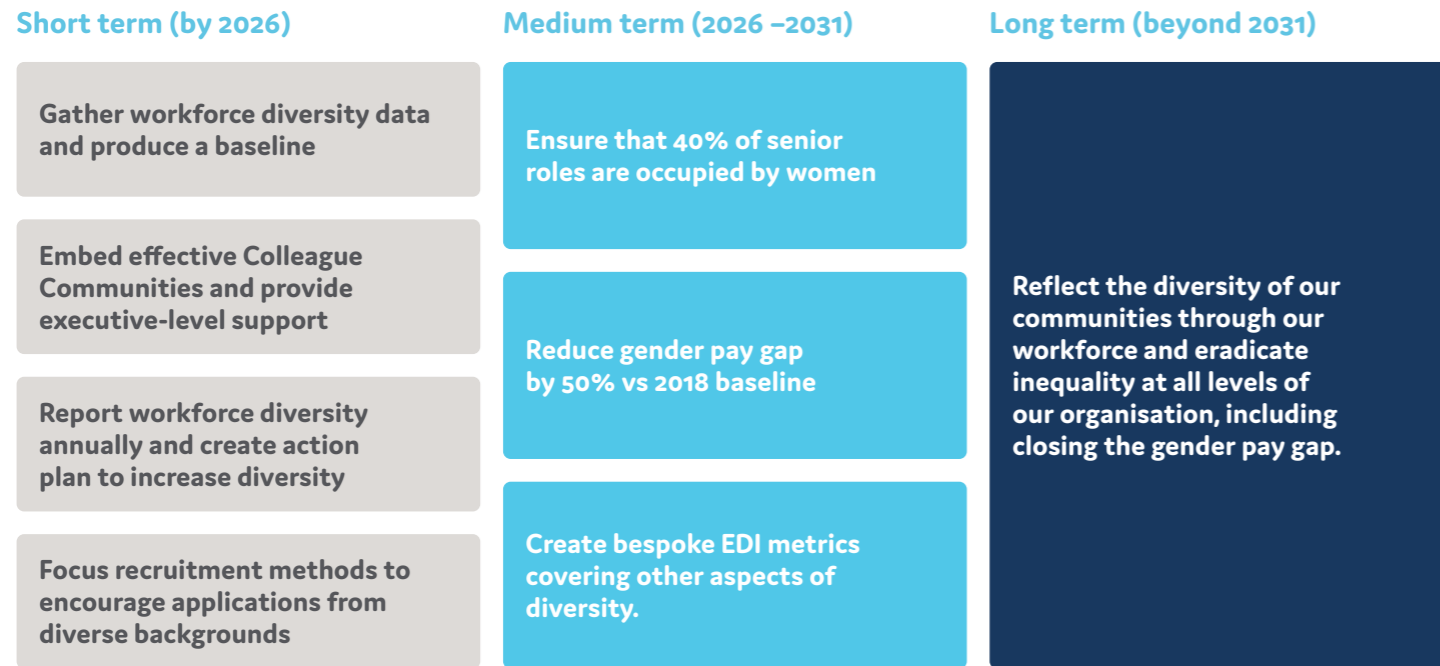 Short term (by 2026)
Gather workforce diversity data
and produce a baseline
Embed effective Colleague
Communities and provide
executive-level support
Report workforce diversity
annually and create action
plan to increase diversity
Focus recruitment methods to
encourage applications from
diverse backgrounds
Medium term (2026 –2031)
Ensure that 40% of senior
roles are occupied by women
Reduce gender pay gap
by 50% vs 2018 baseline
Create bespoke EDI metrics
covering other aspects of
diversity.
Long term (beyond 2031)
Reflect the diversity of our
communities through our
workforce and eradicate
inequality at all levels of
our organisation, including
closing the gender pay gap.